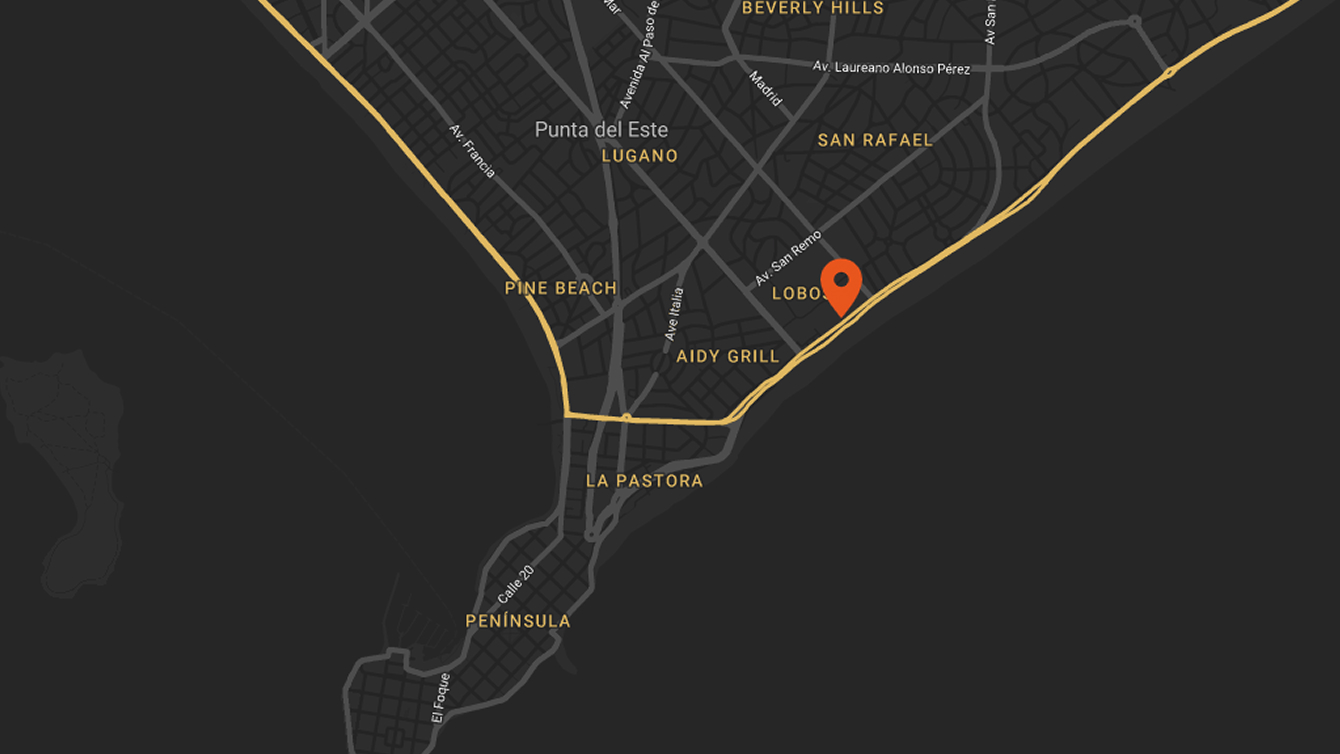 BEVERLY HILLS
Mar
Avenida Al Paso de
Av San
Av. Laureano Alonso Pérez
Madrid
Punta del Este
LUGANO
SAN RAFAEL
Av. Francia
Av. San Remo
PINE BEACH
LOBOS
Ave Italia
AIDY GRILL
LA PASTORA
Calle 20
PENÍNSULA
El Foque